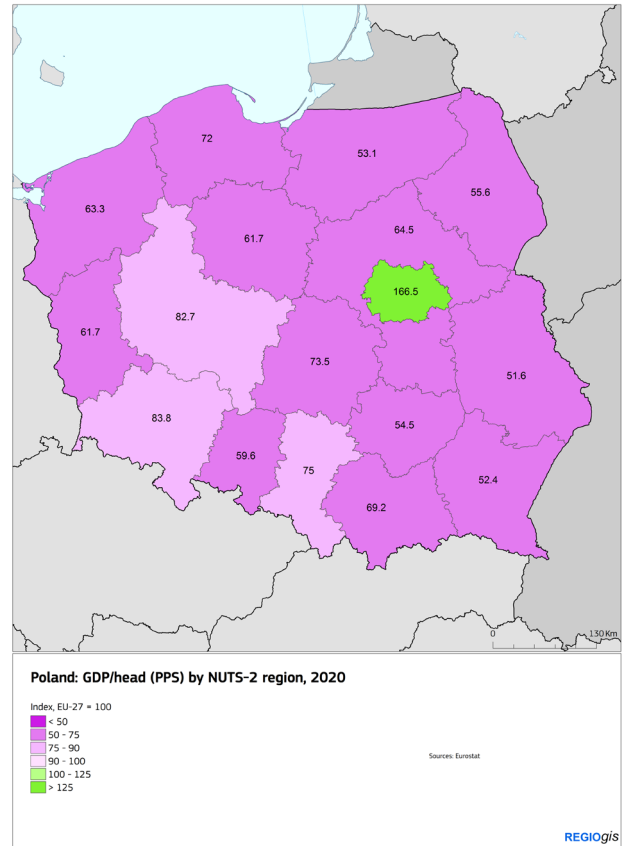 72
53.1
55.6
63.3
64.5
61.7
166.5
82.7
61.7
73.5
51.6
83.8
54.5
59.6
75
52.4
69.2
0 130 Km
Poland: GDP/head (PPS) by NUTS-2 region, 2020
Index, EU-27 = 100
< 50
50 - 75
75 - 90
90 - 100
100 - 125
> 125
Sources: Eurostat
REGIOgis